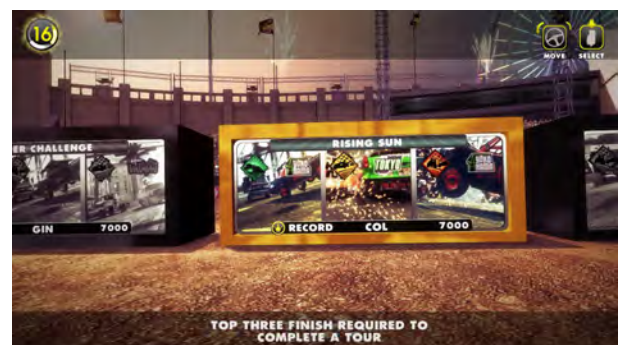 16
MOVE SELECT
ER CHALLENGE
RISING SUN
TOKYO
GIN 7000
RECORD COL 7000
TOP THREE FINISH REQUIRED TO
COMPLETE A TOUR